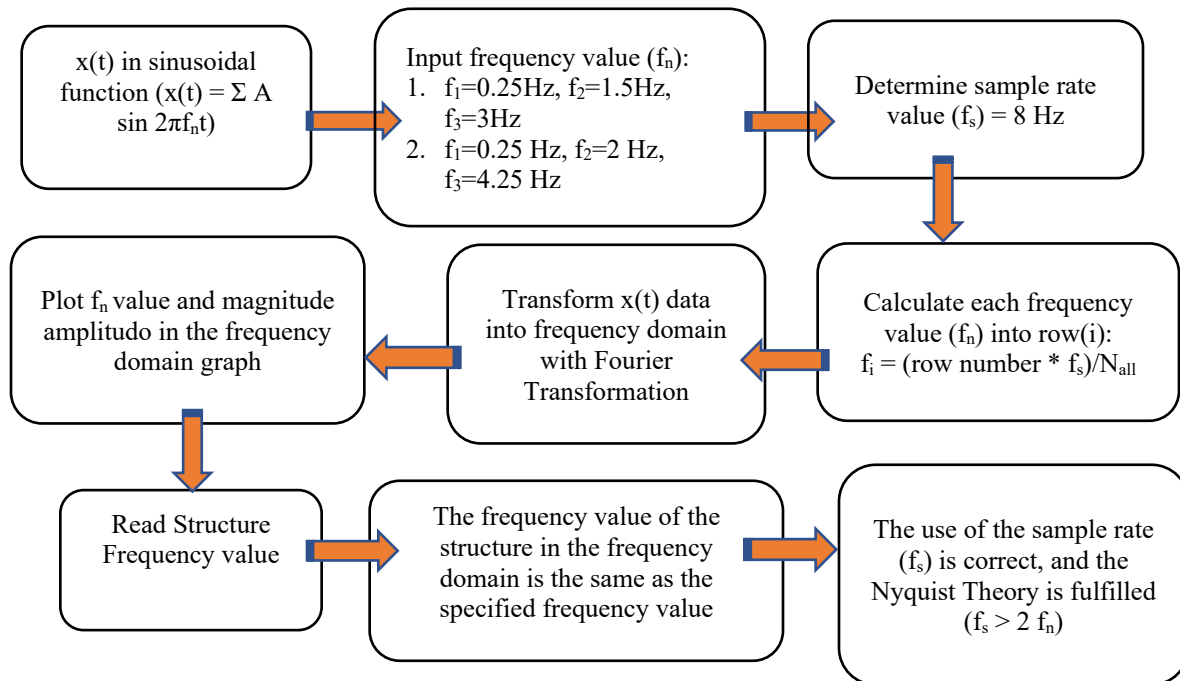 x(t) in sinusoidal
function (x(t) = Σ A
sin 2πfₙt)
Input frequency value (fₙ):
1. f₁=0.25Hz, f₂=1.5Hz,
f₃=3Hz
2. f₁=0.25 Hz, f₂=2 Hz,
f₃=4.25 Hz
Determine sample rate
value (fₛ) = 8 Hz
Calculate each frequency
value (fₙ) into row(i):
fᵢ = (row number * fₛ)/Nₐₗₗ
Transform x(t) data
into frequency domain
with Fourier
Transformation
Plot fₙ value and magnitude
amplitudo in the frequency
domain graph
Read Structure
Frequency value
The frequency value of the
structure in the frequency
domain is the same as the
specified frequency value
The use of the sample rate
(fₛ) is correct, and the
Nyquist Theory is fulfilled
(fₛ > 2 fₙ)